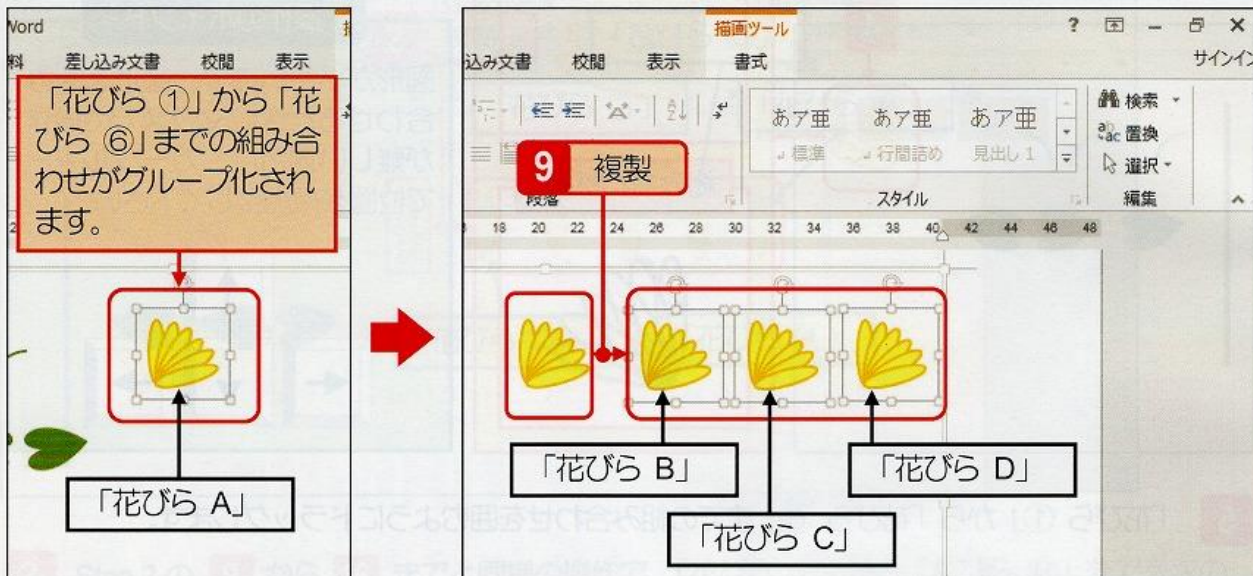 Word
差し込み文書 校閲 表示
「花びら ①」から「花
びら ⑥」までの組み合
わせがグループ化され
ます。
「花びら A」
描画ツール
込み文書 校閲 表示 書式
サインイン
9 複製
あア亜 あア亜 あア亜
標準 行間詰め 見出し 1
検索
置換
選択
段落 スタイル 編集
18 20 22 24 26 28 30 32 34 36 38 40 42 44 46 48
「花びら B」
「花びら D」
「花びら C」